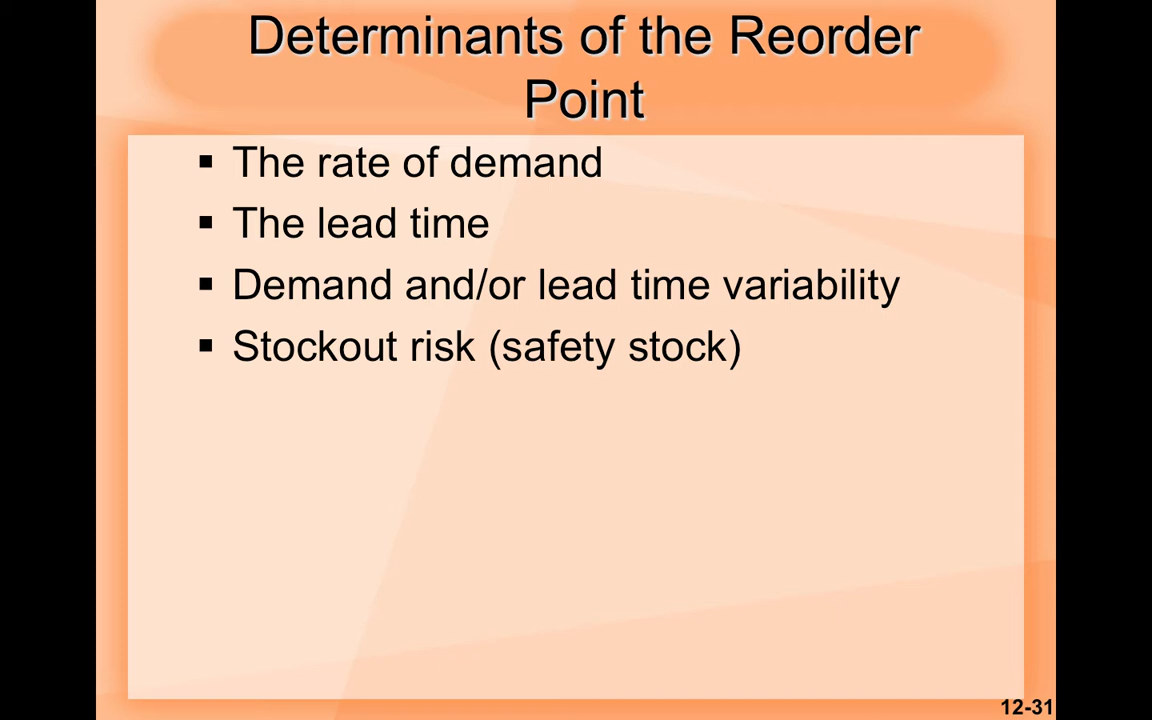 Determinants of the Reorder
Point
▪ The rate of demand
▪ The lead time
▪ Demand and/or lead time variability
▪ Stockout risk (safety stock)
12-31